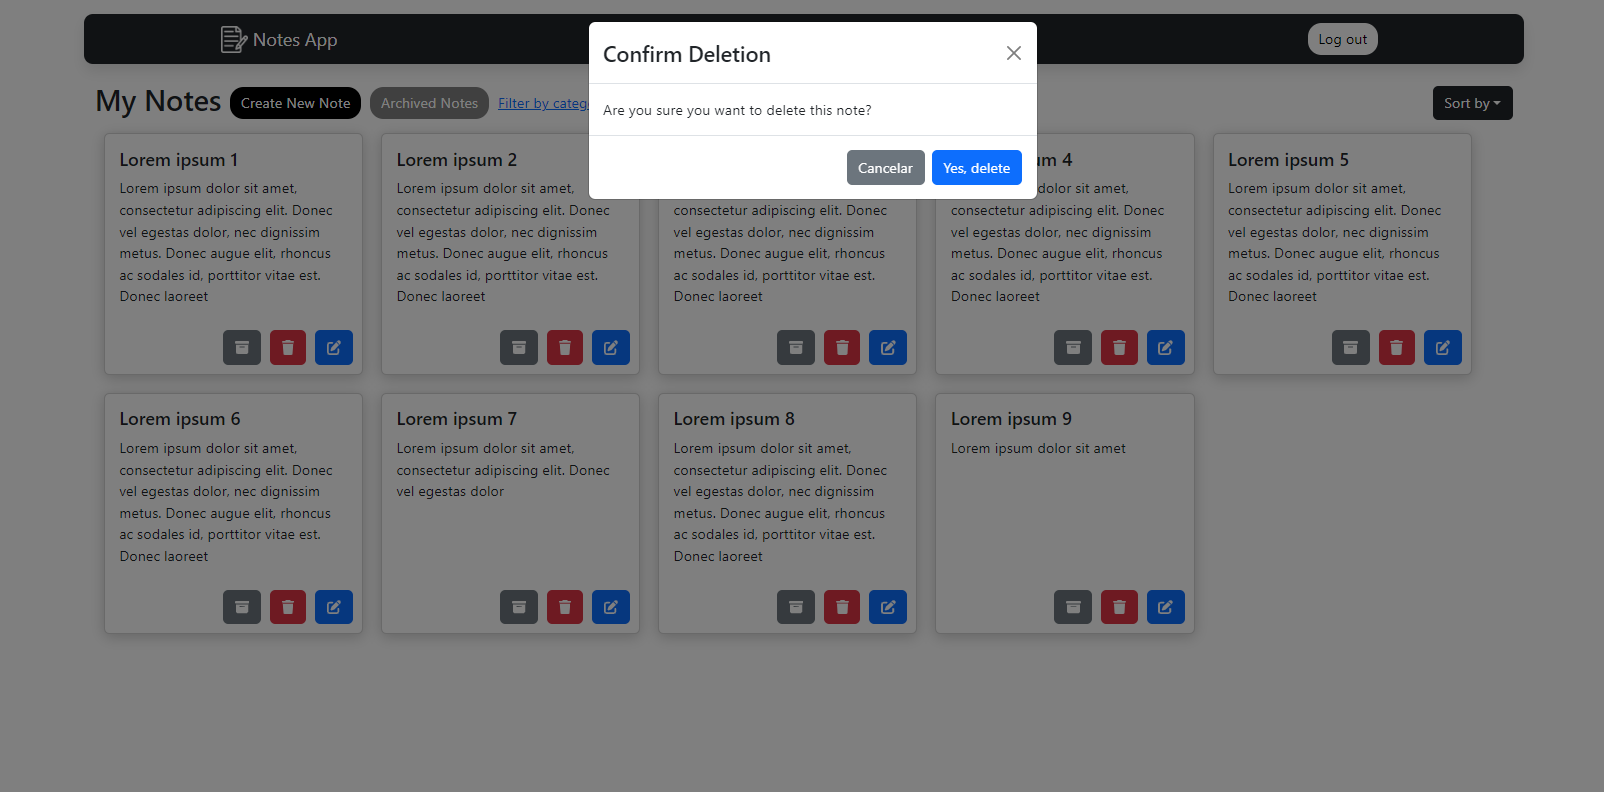 Notes App
Log out
Confirm Deletion
Are you sure you want to delete this note?
Cancelar
Yes, delete
My Notes
Create New Note
Archived Notes
Filter by
Sort by
Lorem ipsum 1
Lorem ipsum dolor sit amet,
consectetur adipiscing elit. Donec
vel egestas dolor, nec dignissim
metus. Donec augue elit, rhoncus
ac sodales id, porttitor vitae est.
Donec laoreet
Lorem ipsum 2
Lorem ipsum dolor sit amet,
consectetur adipiscing elit. Donec
vel egestas dolor, nec dignissim
metus. Donec augue elit, rhoncus
ac sodales id, porttitor vitae est.
Donec laoreet
consectetur adipiscing elit. Donec
vel egestas dolor, nec dignissim
metus. Donec augue elit, rhoncus
ac sodales id, porttitor vitae est.
Donec laoreet
4
dolor sit amet,
consectetur adipiscing elit. Donec
vel egestas dolor, nec dignissim
metus. Donec augue elit, rhoncus
ac sodales id, porttitor vitae est.
Donec laoreet
Lorem ipsum 5
Lorem ipsum dolor sit amet,
consectetur adipiscing elit. Donec
vel egestas dolor, nec dignissim
metus. Donec augue elit, rhoncus
ac sodales id, porttitor vitae est.
Donec laoreet
Lorem ipsum 6
Lorem ipsum dolor sit amet,
consectetur adipiscing elit. Donec
vel egestas dolor, nec dignissim
metus. Donec augue elit, rhoncus
ac sodales id, porttitor vitae est.
Donec laoreet
Lorem ipsum 7
Lorem ipsum dolor sit amet,
consectetur adipiscing elit. Donec
vel egestas dolor
Lorem ipsum 8
Lorem ipsum dolor sit amet,
consectetur adipiscing elit. Donec
vel egestas dolor, nec dignissim
metus. Donec augue elit, rhoncus
ac sodales id, porttitor vitae est.
Donec laoreet
Lorem ipsum 9
Lorem ipsum dolor sit amet